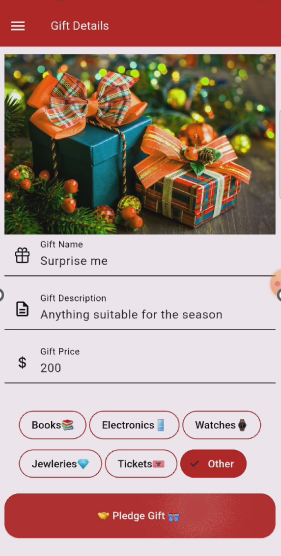 Gift Details
Gift Name
Surprise me
Gift Description
Anything suitable for the season
Gift Price
$ 200
Books📚 Electronics📱 Watches⌚
Jewleries💎 Tickets🎟️ ✓ Other
🤝 Pledge Gift 🎁